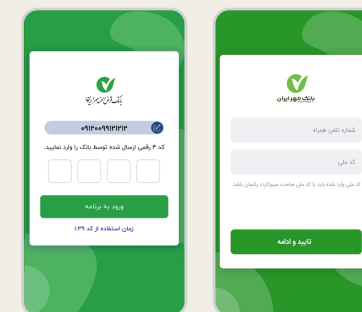 بانک قرض‌الحسنه مهر ایران
۰۹۱۲۰۰۹۹۱۲۱۲۱۲
کد ۴ رقمی ارسال شده توسط بانک را وارد نمایید.
ورود به برنامه
زمان استفاده از کد ۱:۳۹
بانک مهر ایران
شماره تلفن همراه
کد ملی
کد ملی وارد شده باید با کد ملی صاحب سیم‌کارت یکسان باشد
تایید و ادامه